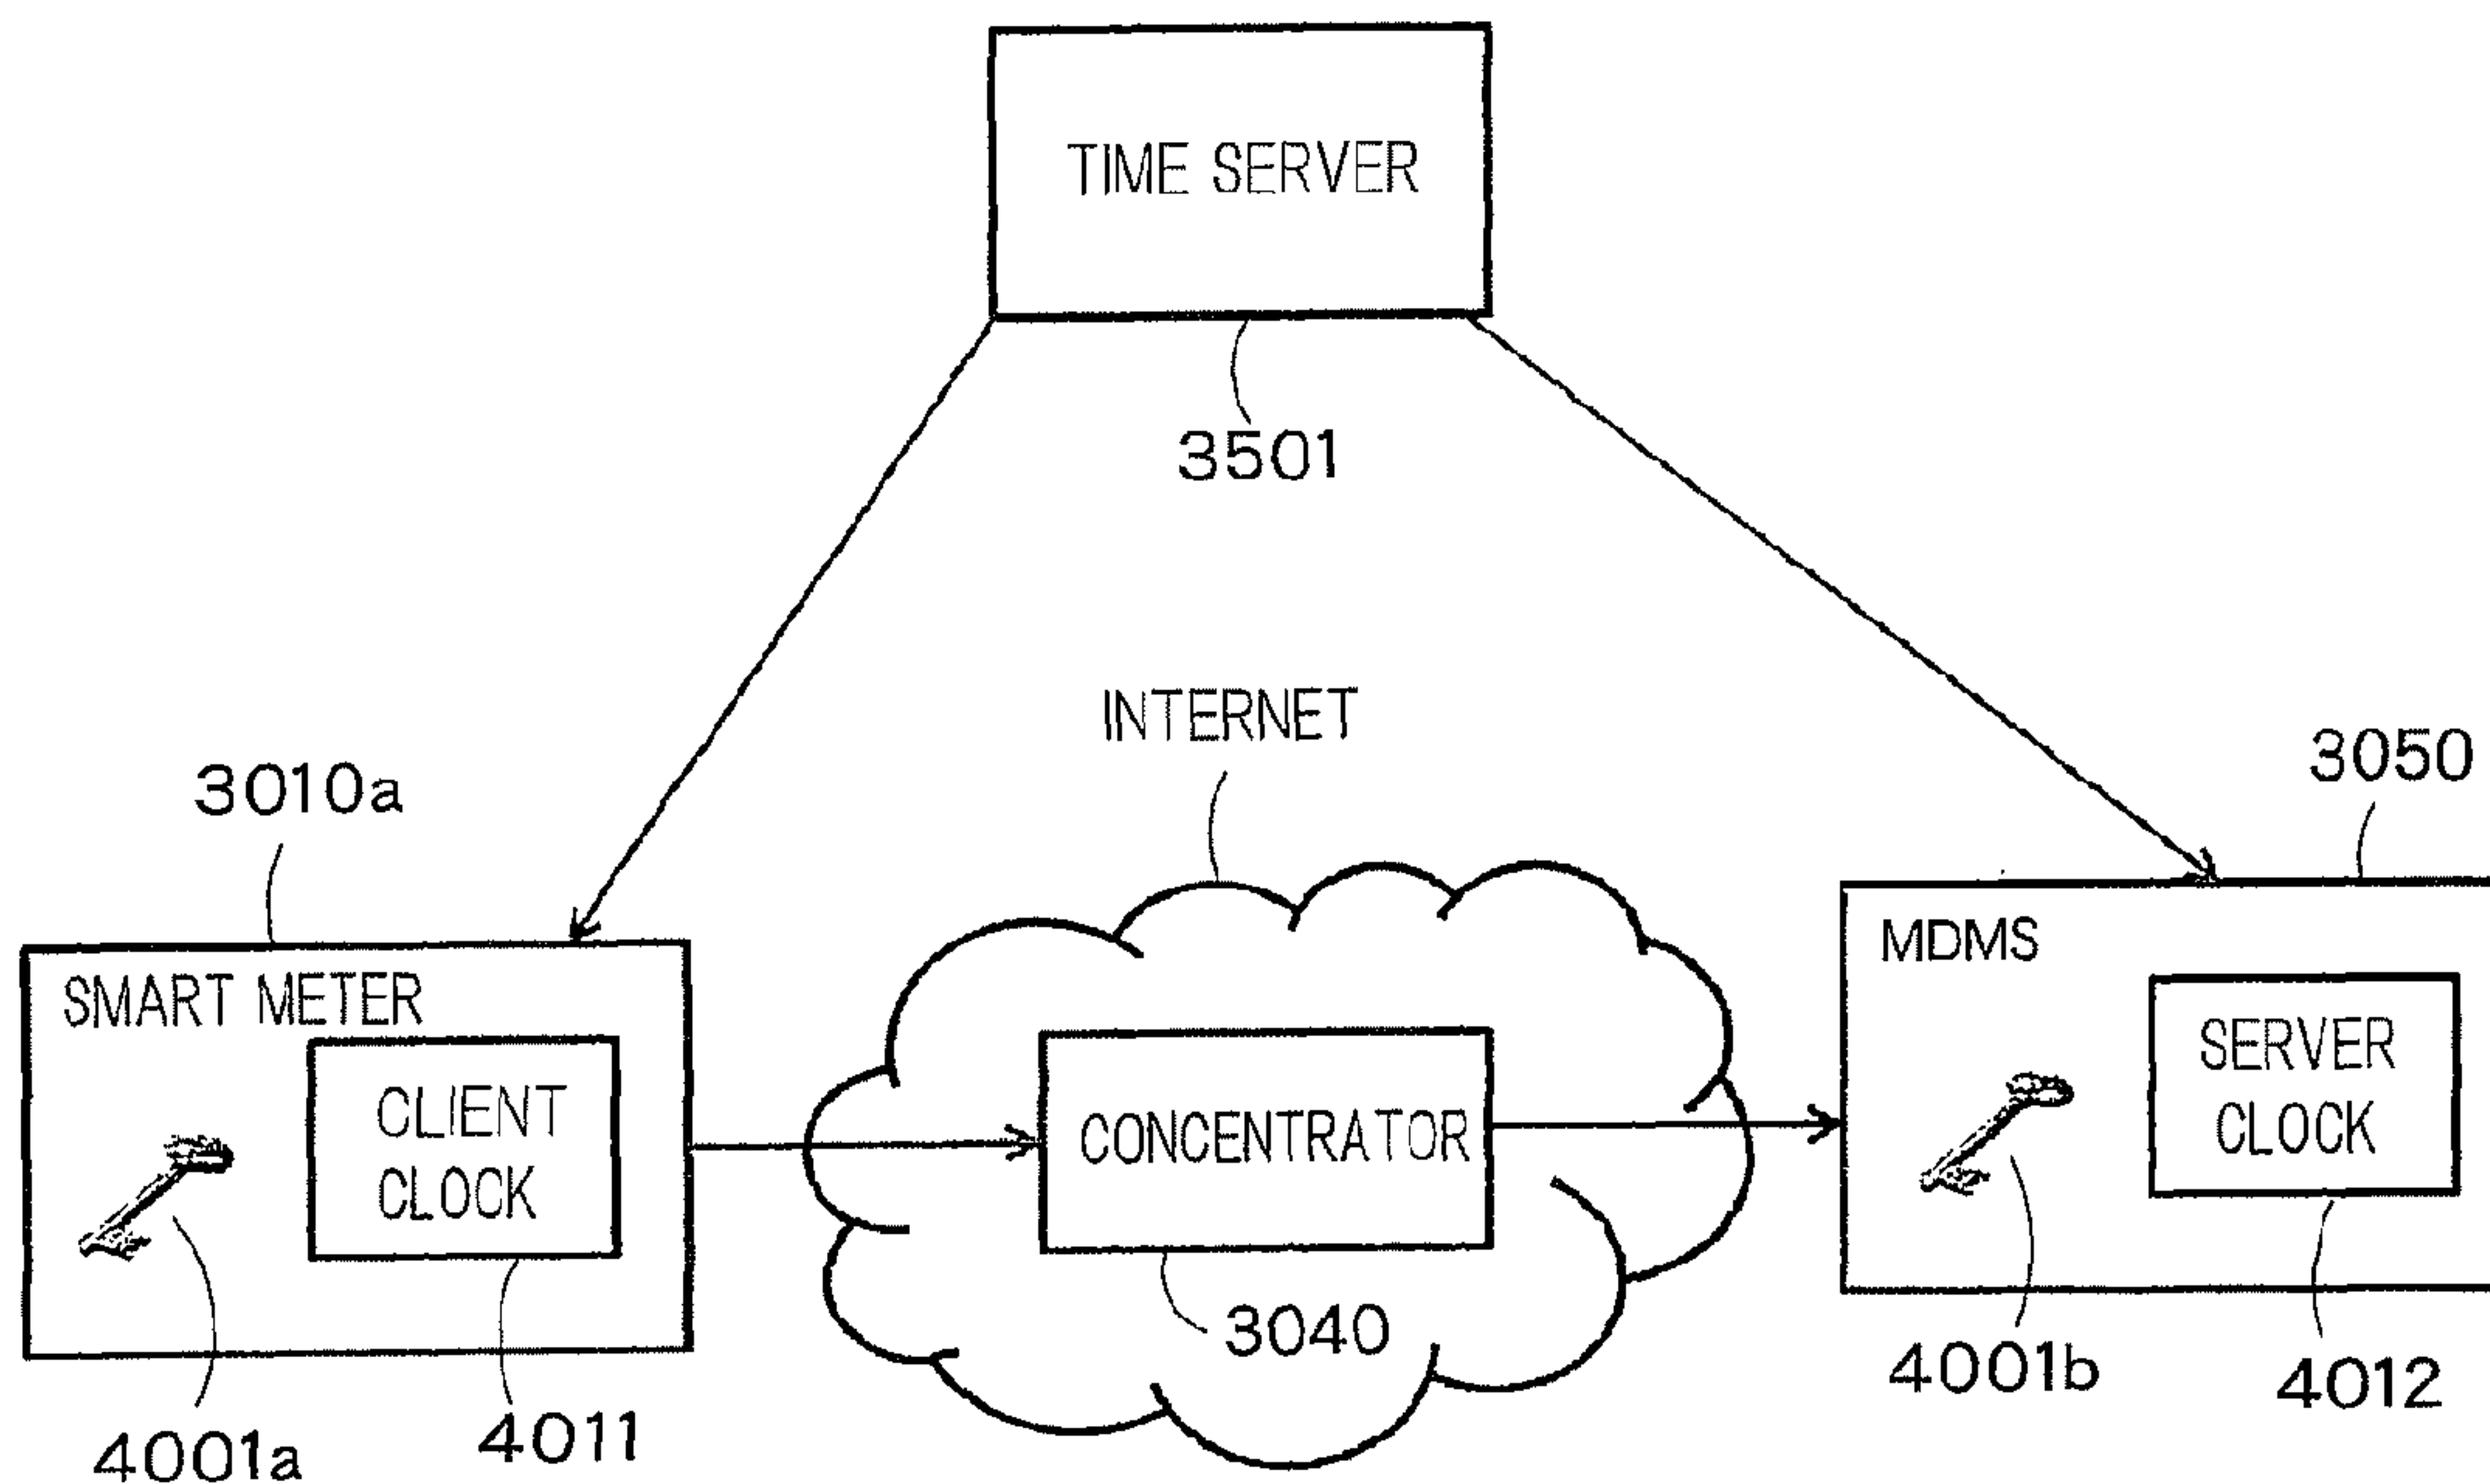 TIME SERVER
3501
INTERNET
3010a
3050
SMART METER
CLIENT
CLOCK
CONCENTRATOR
MDMS
SERVER
CLOCK
3040
4001a
4011
4001b
4012